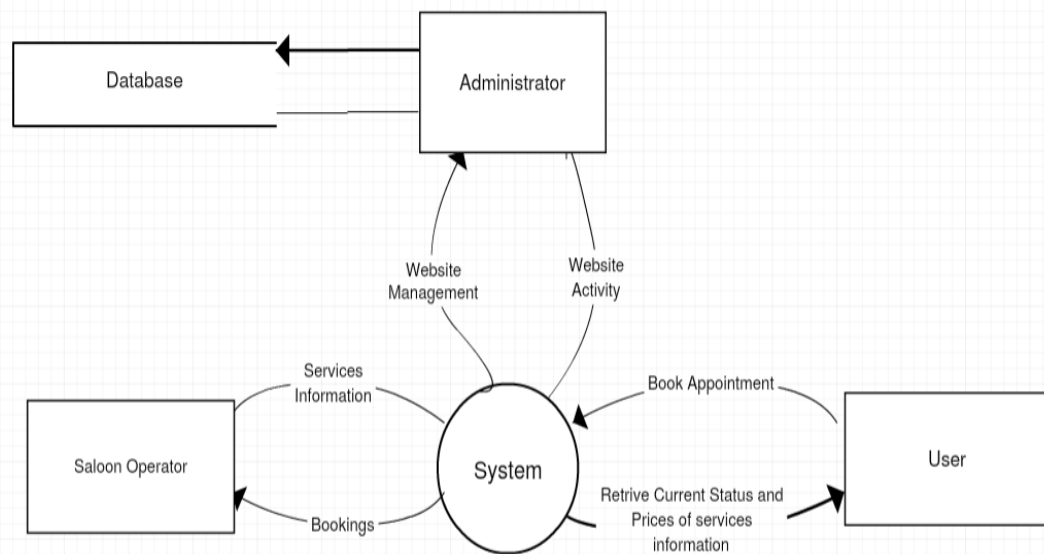 Database
Administrator
Website
Management
Website
Activity
Services
Information
Book Appointment
Saloon Operator
System
User
Retrive Current Status and
Prices of services
information
Bookings